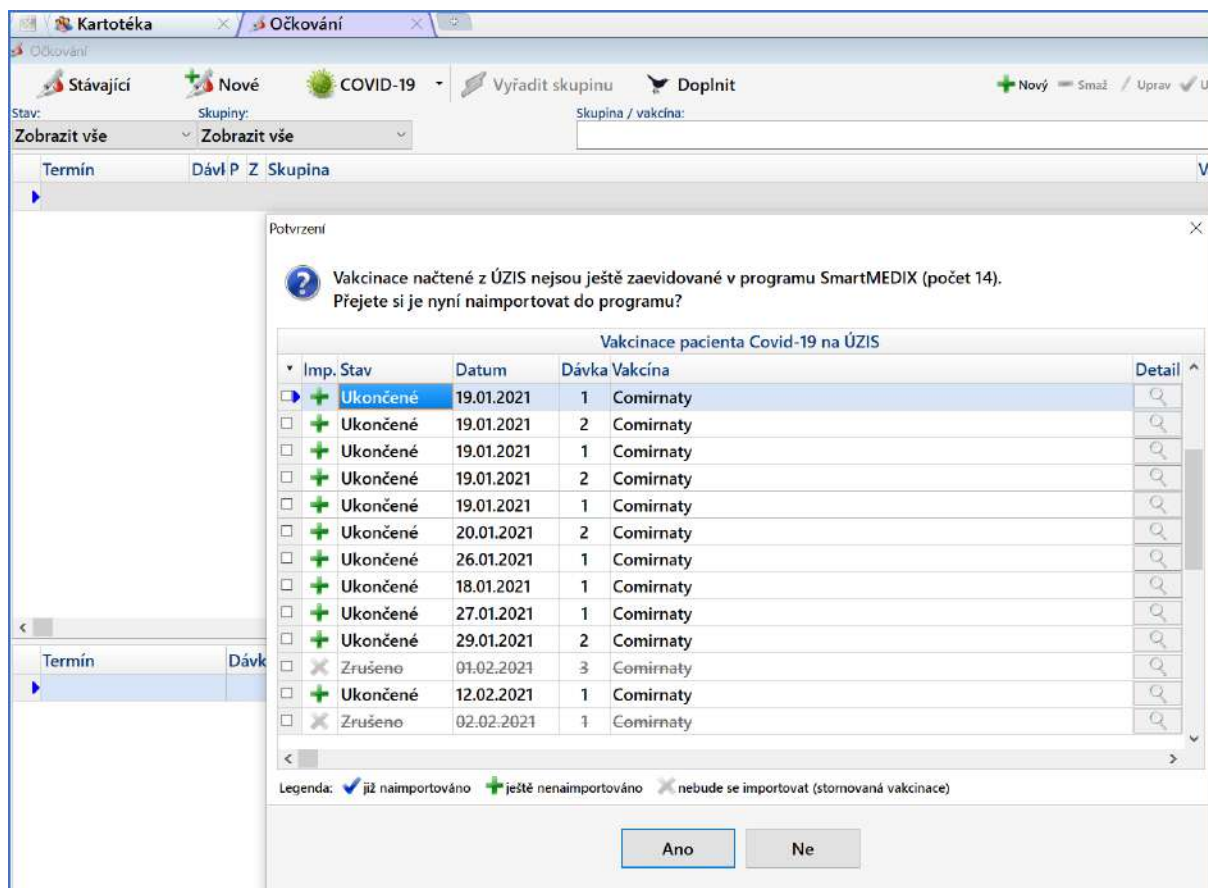 Kartotéka Očkování
Očkování
Stávající Nové COVID-19 Vyřadit skupinu Doplnit Nový Smaž Uprav U
Stav: Skupiny: Skupina / vakcína:
Zobrazit vše Zobrazit vše
Termín Dávl P Z Skupina V
Potvrzení
Vakcinace načtené z ÚZIS nejsou ještě zaevidované v programu SmartMEDIX (počet 14).
Přejete si je nyní naimportovat do programu?
Vakcinace pacienta Covid-19 na ÚZIS
Imp. Stav Datum Dávka Vakcína Detail
Ukončené 19.01.2021 1 Comirnaty
Ukončené 19.01.2021 2 Comirnaty
Ukončené 19.01.2021 1 Comirnaty
Ukončené 19.01.2021 2 Comirnaty
Ukončené 19.01.2021 1 Comirnaty
Ukončené 20.01.2021 2 Comirnaty
Ukončené 26.01.2021 1 Comirnaty
Ukončené 18.01.2021 1 Comirnaty
Ukončené 27.01.2021 1 Comirnaty
Ukončené 29.01.2021 2 Comirnaty
Termín Dávk
Zrušeno 01.02.2021 3 Comirnaty
Ukončené 12.02.2021 1 Comirnaty
Zrušeno 02.02.2021 1 Comirnaty
Legenda: již naimportováno ještě nenaimportováno nebude se importovat (stornovaná vakcinace)
Ano Ne